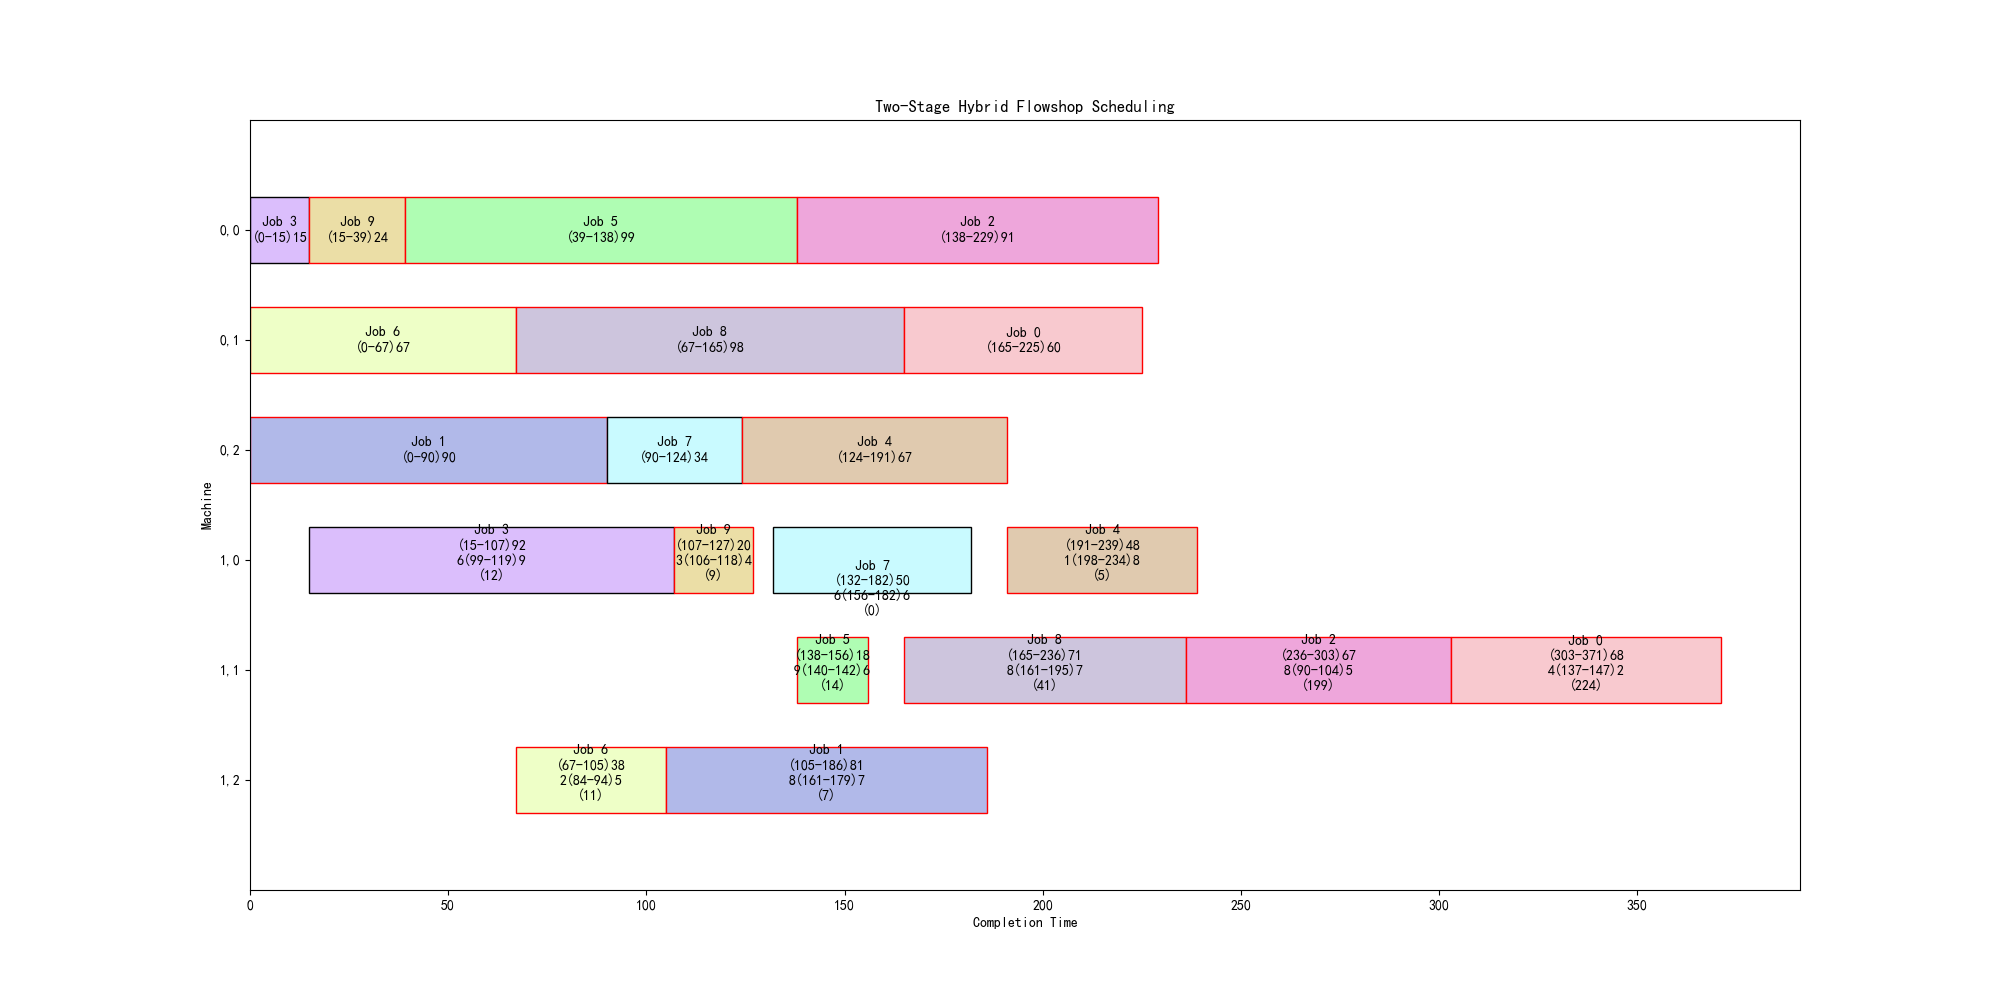 Two-Stage Hybrid Flowshop Scheduling
0,0
Job 3
(0-15)15
Job 9
(15-39)24
Job 5
(39-138)99
Job 2
(138-229)91
0,1
Job 6
(0-67)67
Job 8
(67-165)98
Job 0
(165-225)60
0,2
Job 1
(0-90)90
Job 7
(90-124)34
Job 4
(124-191)67
Machine
1,0
Job 3
(15-107)92
6(99-119)9
(12)
Job 9
(107-127)20
3(106-118)4
(9)
Job 7
(132-182)50
6(156-182)6
(0)
Job 4
(191-239)48
1(198-234)8
(5)
1,1
Job 5
(138-156)18
9(140-142)6
(14)
Job 8
(165-236)71
8(161-195)7
(41)
Job 2
(236-303)67
8(90-104)5
(199)
Job 0
(303-371)68
4(137-147)2
(224)
1,2
Job 6
(67-105)38
2(84-94)5
(11)
Job 1
(105-186)81
8(161-179)7
(7)
0 50 100 150 200 250 300 350
Completion Time